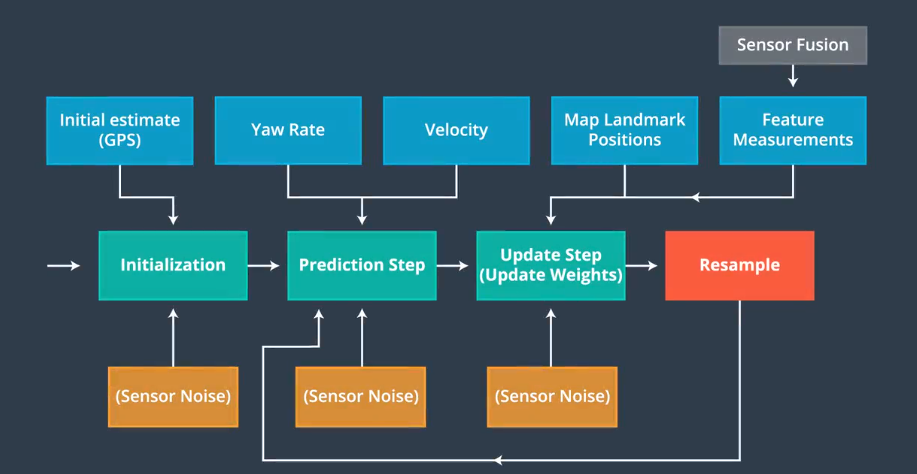 Sensor Fusion
Initial estimate
(GPS)
Yaw Rate
Velocity
Map Landmark
Positions
Feature
Measurements
Initialization
Prediction Step
Update Step
(Update Weights)
Resample
(Sensor Noise)
(Sensor Noise)
(Sensor Noise)